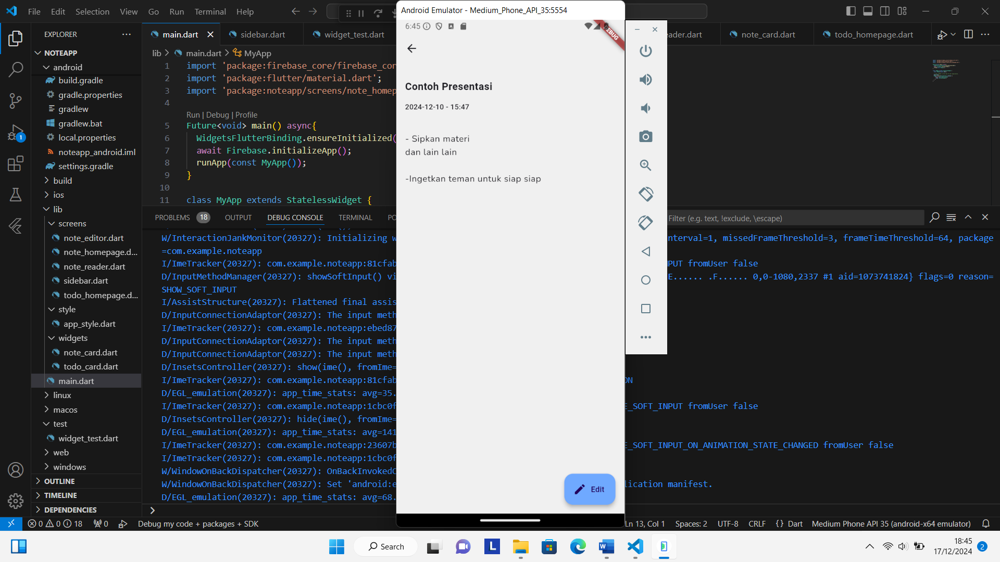 File Edit Selection View Go Run Terminal Help
Android Emulator - Medium_Phone_API_35:5554
EXPLORER
main.dart
sidebar.dart
widget_test.dart
note_card.dart
todo_homepage.dart
NOTEAPP
android
build.gradle
gradle.properties
gradlew
gradlew.bat
local.properties
noteapp_android.iml
settings.gradle
build
ios
lib
screens
note_editor.dart
note_homepage.d...
note_reader.dart
sidebar.dart
todo_homepage.d...
style
app_style.dart
widgets
note_card.dart
todo_card.dart
main.dart
linux
macos
test
widget_test.dart
web
windows
OUTLINE
TIMELINE
DEPENDENCIES
1
lib > main.dart > MyApp
1 import 'package:firebase_core/firebase_cor
2 import 'package:flutter/material.dart';
3 import 'package:noteapp/screens/note_homep
4
Run | Debug | Profile
5 Future<void> main() async{
6 WidgetsFlutterBinding.ensureInitialized(
7 await Firebase.initializeApp();
8 runApp(const MyApp());
9 }
10
11 class MyApp extends StatelessWidget {
PROBLEMS 18 OUTPUT DEBUG CONSOLE TERMINAL PO
Filter (e.g. text, !exclude, \escape)
W/InteractionJankMonitor(20327): Initializing w
nterval=1, missedFrameThreshold=3, frameTimeThreshold=64, package
=com.example.noteapp
I/ImeTracker(20327): com.example.noteapp:81cfab
PUT fromUser false
D/InputMethodManager(20327): showSoftInput() vi
E...... .F...... 0,0-1080,2337 #1 aid=1073741824} flags=0 reason=
SHOW_SOFT_INPUT
I/AssistStructure(20327): Flattened final assis
D/InputConnectionAdaptor(20327): The input meth
I/ImeTracker(20327): com.example.noteapp:ebed87
D/InputConnectionAdaptor(20327): The input meth
D/InputConnectionAdaptor(20327): The input meth
D/InsetsController(20327): show(ime(), fromIme=
I/ImeTracker(20327): com.example.noteapp:81cfab
ON
D/EGL_emulation(20327): app_time_stats: avg=35.
I/ImeTracker(20327): com.example.noteapp:1cbc0f
E_SOFT_INPUT fromUser false
D/InsetsController(20327): hide(ime(), fromIme=
D/EGL_emulation(20327): app_time_stats: avg=141
I/ImeTracker(20327): com.example.noteapp:23607b
E_SOFT_INPUT_ON_ANIMATION_STATE_CHANGED fromUser false
I/ImeTracker(20327): com.example.noteapp:1cbc0f
W/WindowOnBackDispatcher(20327): OnBackInvokedC
W/WindowOnBackDispatcher(20327): Set 'android:e
lication manifest.
D/EGL_emulation(20327): app_time_stats: avg=68.
6:45
Contoh Presentasi
2024-12-10 - 15:47
- Sipkan materi
dan lain lain
-Ingetkan teman untuk siap siap
Edit
0 0 18 0 Debug my code + packages + SDK
Ln 13, Col 1 Spaces: 2 UTF-8 CRLF {} Dart Medium Phone API 35 (android-x64 emulator)
Search
18:45
17/12/2024
2